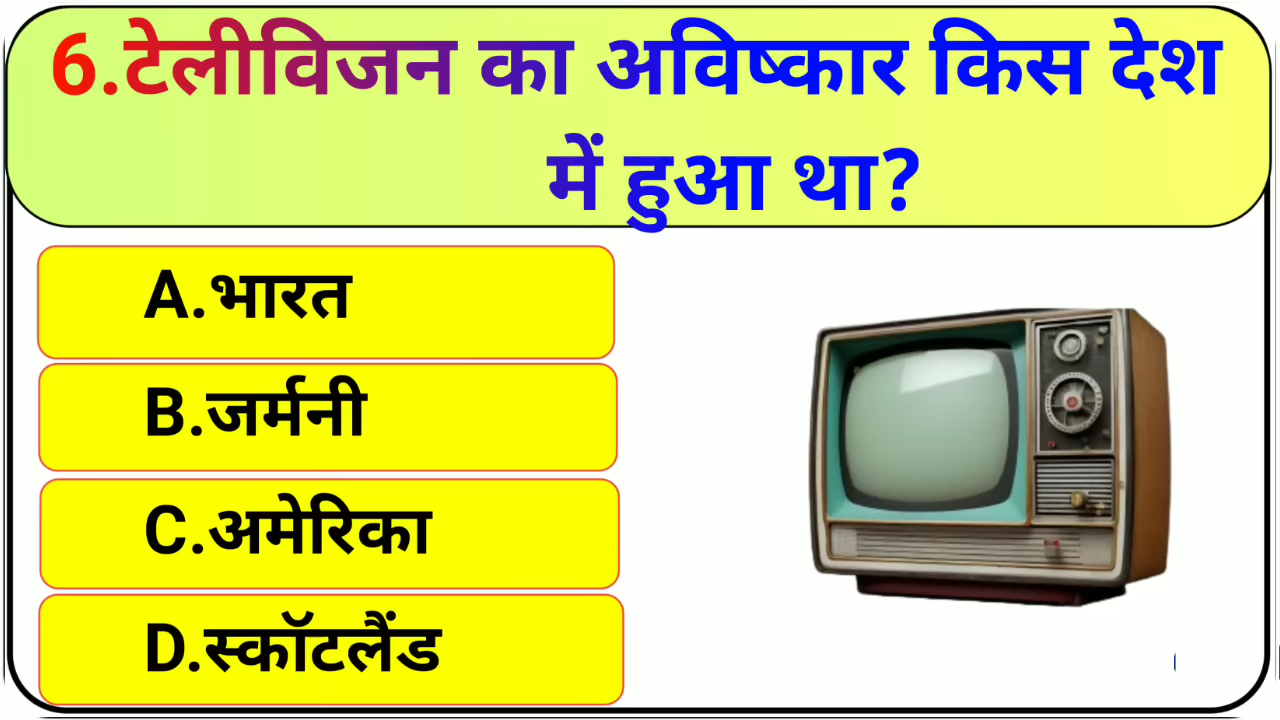 6.टेलीविजन का अविष्कार किस देश
में हुआ था?
A.भारत
B.जर्मनी
C.अमेरिका
D.स्कॉटलैंड